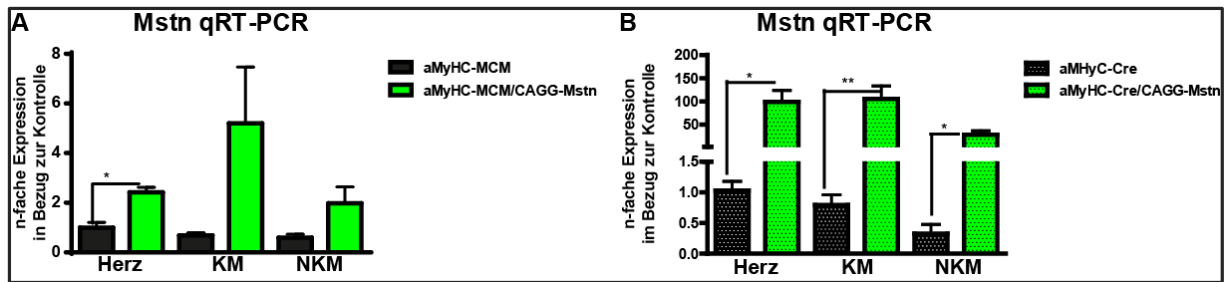 A
Mstn qRT-PCR
n-fache Expression
in Bezug zur Kontrolle
8
6
4
2
0
*
Herz
KM
NKM
aMyHC-MCM
aMyHC-MCM/CAGG-Mstn
B
Mstn qRT-PCR
n-fache Expression
im Bezug zur Kontrolle
200
150
100
50
1.5
1.0
0.5
0.0
*
**
*
Herz
KM
NKM
aMHyC-Cre
aMyHC-Cre/CAGG-Mstn